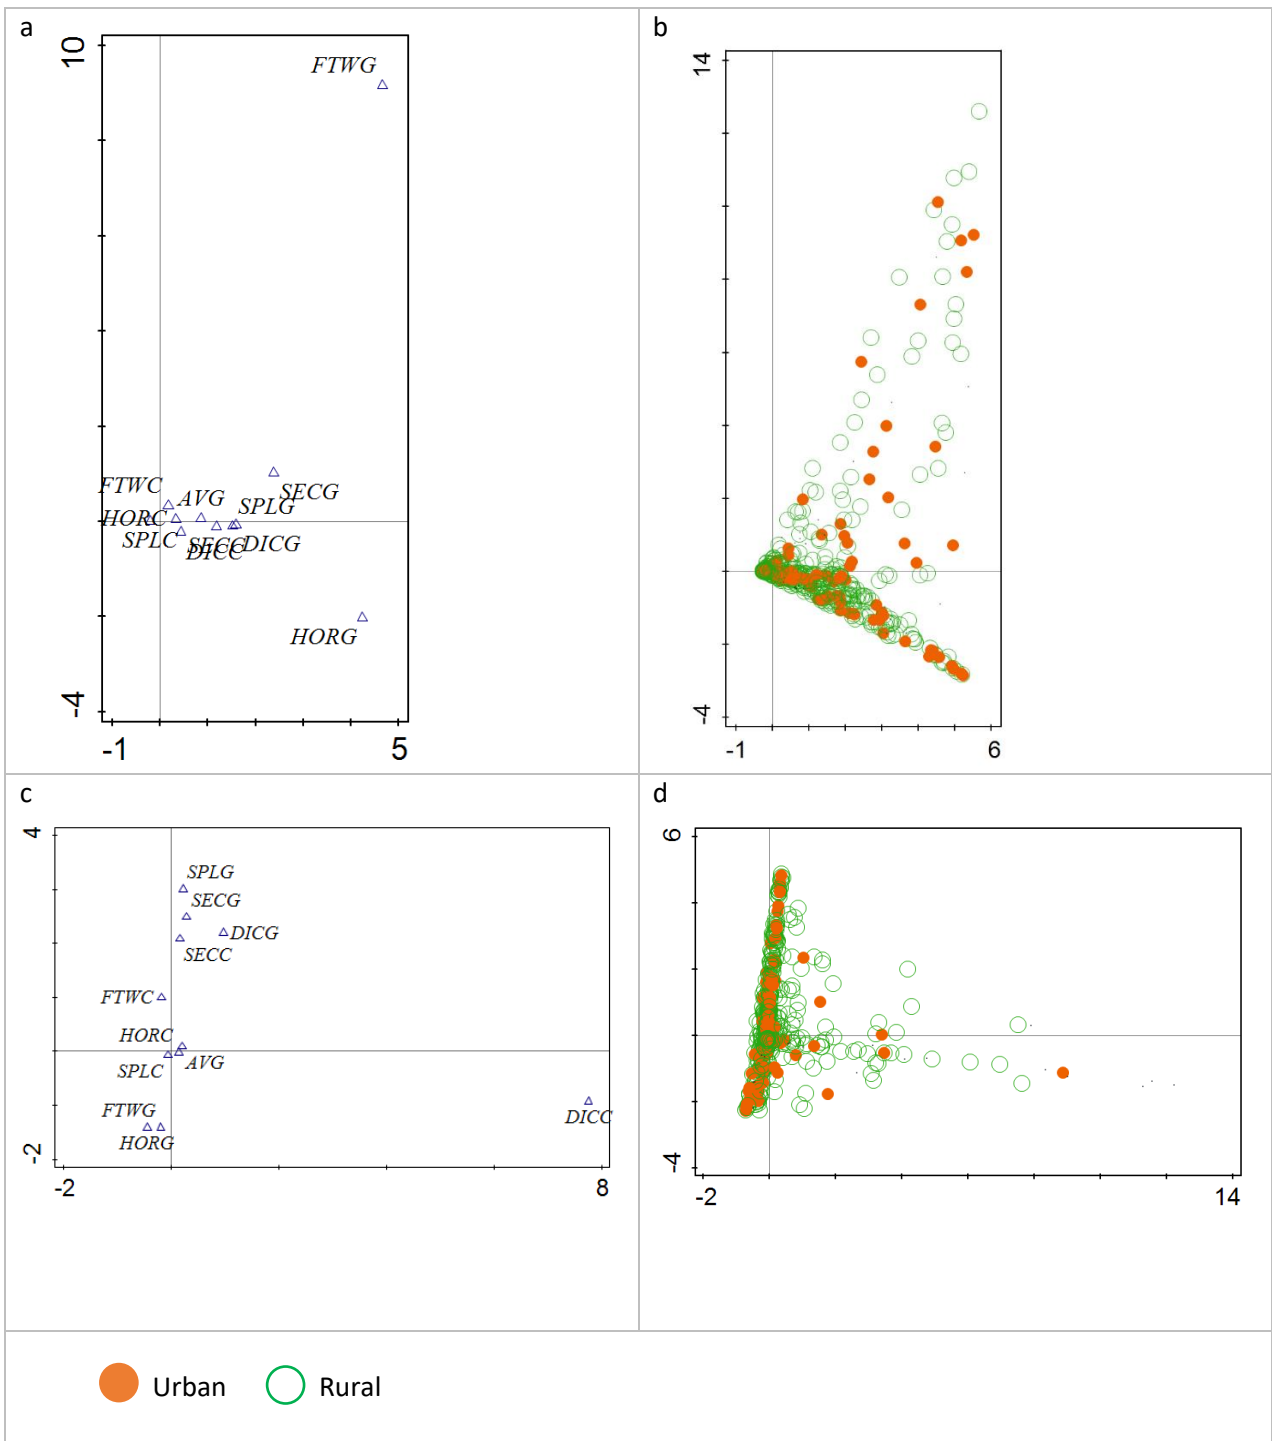 a
10
FTWG
FTWC
AVG
SECG
SPLG
HORC
SPLC
SECC
DICG
DICC
HORG
-4
-1
5
b
14
-4
-1
6
c
4
SPLG
SECG
DICG
SECC
FTWC
HORC
AVG
SPLC
FTWG
DICC
HORG
-2
-2
8
d
6
-4
-2
14
Urban
Rural